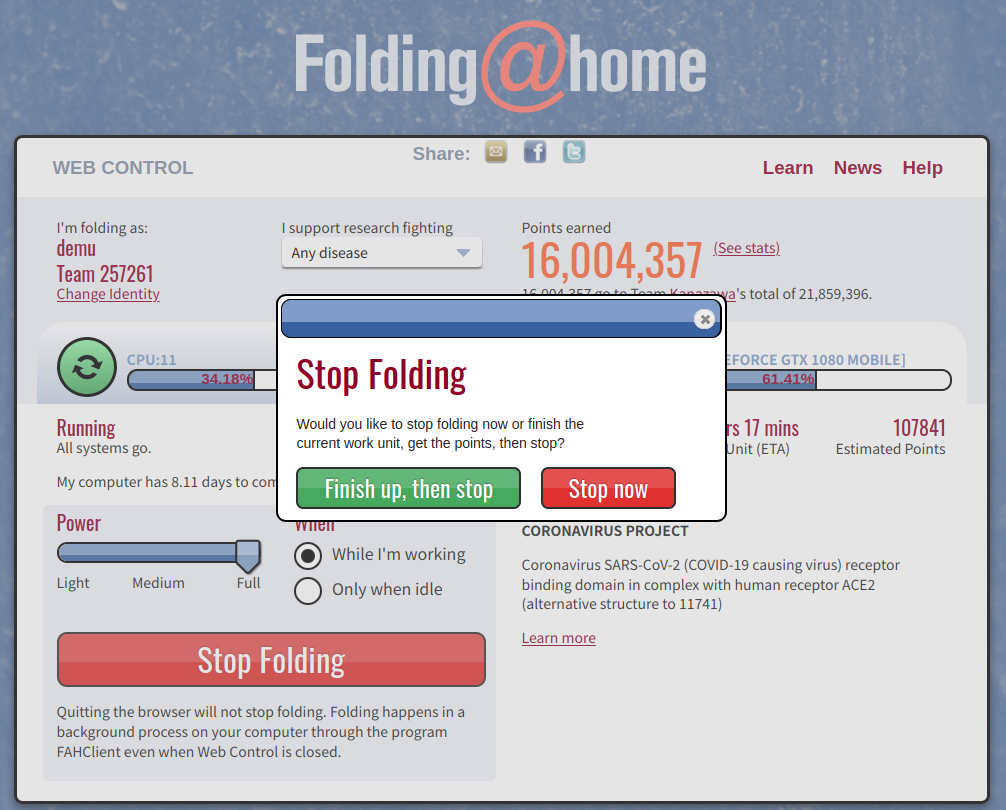 Folding@home
WEB CONTROL
Share:
Learn News Help
I'm folding as:
demu
Team 257261
Change Identity
I support research fighting
Any disease
Points earned
16,004,357
(See stats)
16,004,357 go to Team Kanazawa's total of 21,859,396.
CPU:11
34.18%
EFORCE GTX 1080 MOBILE]
61.41%
Stop Folding
Would you like to stop folding now or finish the
current work unit, get the points, then stop?
Finish up, then stop
Stop now
Running
All systems go.
My computer has 8.11 days to com
rs 17 mins
Unit (ETA)
107841
Estimated Points
Power
Light Medium Full
When
While I'm working
Only when idle
Stop Folding
Quitting the browser will not stop folding. Folding happens in a
background process on your computer through the program
FAHClient even when Web Control is closed.
CORONAVIRUS PROJECT
Coronavirus SARS-CoV-2 (COVID-19 causing virus) receptor
binding domain in complex with human receptor ACE2
(alternative structure to 11741)
Learn more